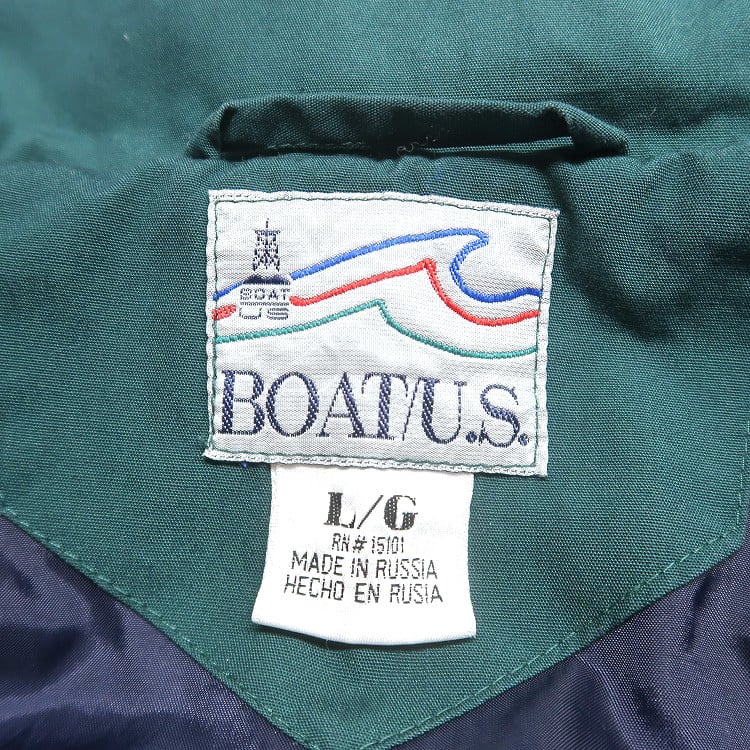 BOAT
US
BOAT/U.S.
L/G
RN# 15101
MADE IN RUSSIA
HECHO EN RUSIA